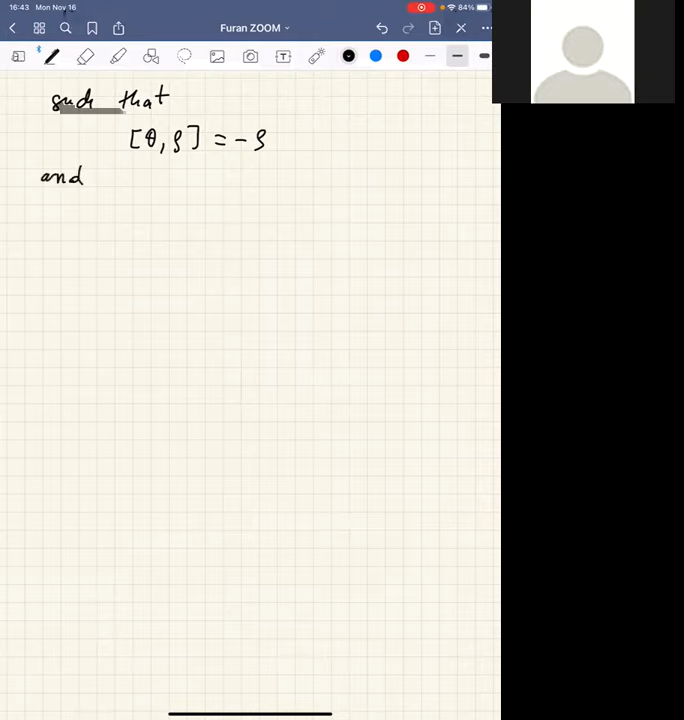 16:43 Mon Nov 16
84%
Furan ZOOM
such that
[θ, ρ] = - ρ
and